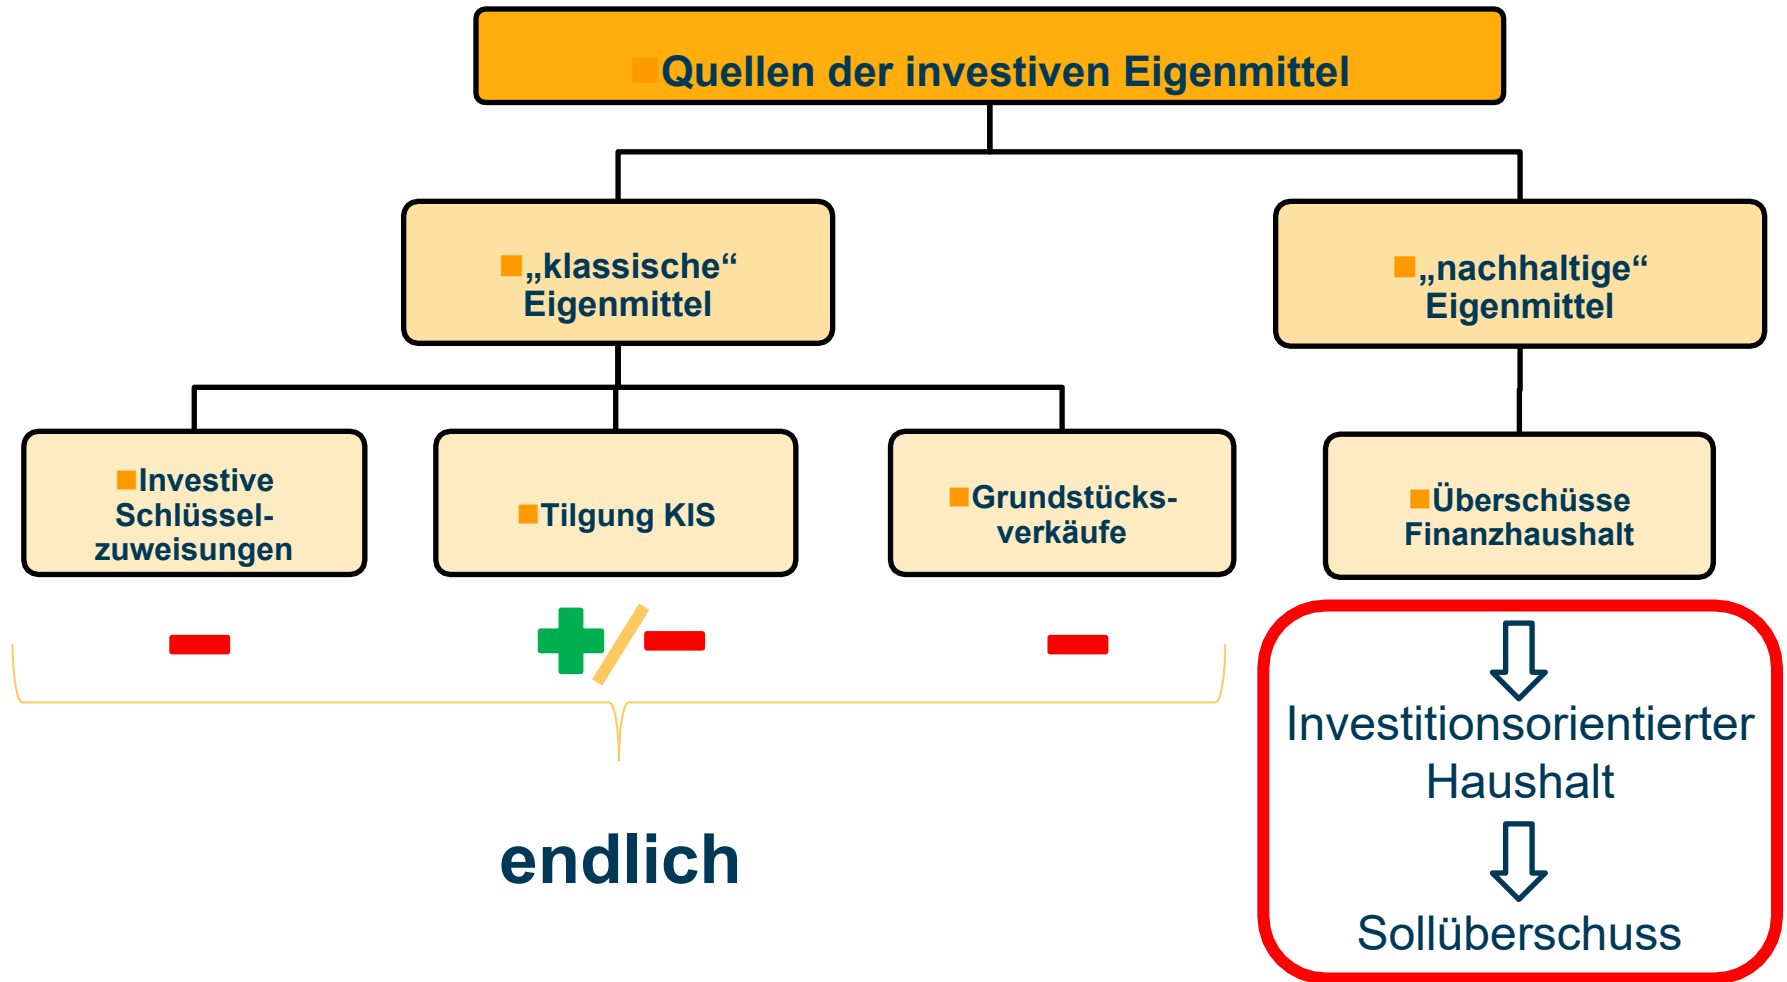 Quellen der investiven Eigenmittel
„klassische“
Eigenmittel
„nachhaltige“
Eigenmittel
Investive
Schlüssel-
zuweisungen
Tilgung KIS
Grundstücks-
verkäufe
Überschüsse
Finanzhaushalt
Investitionsorientierter
Haushalt
endlich
Sollüberschuss